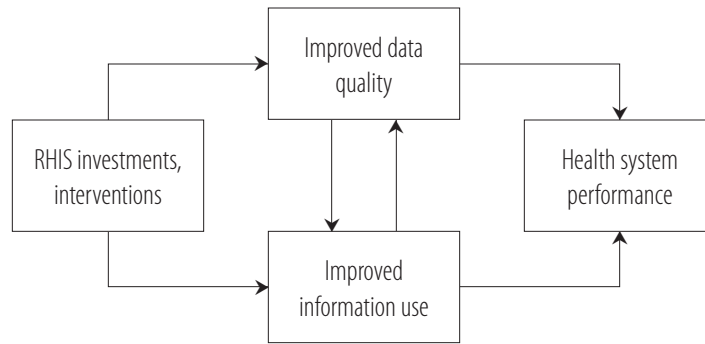 Improved data
quality
RHIS investments,
interventions
Health system
performance
Improved
information use